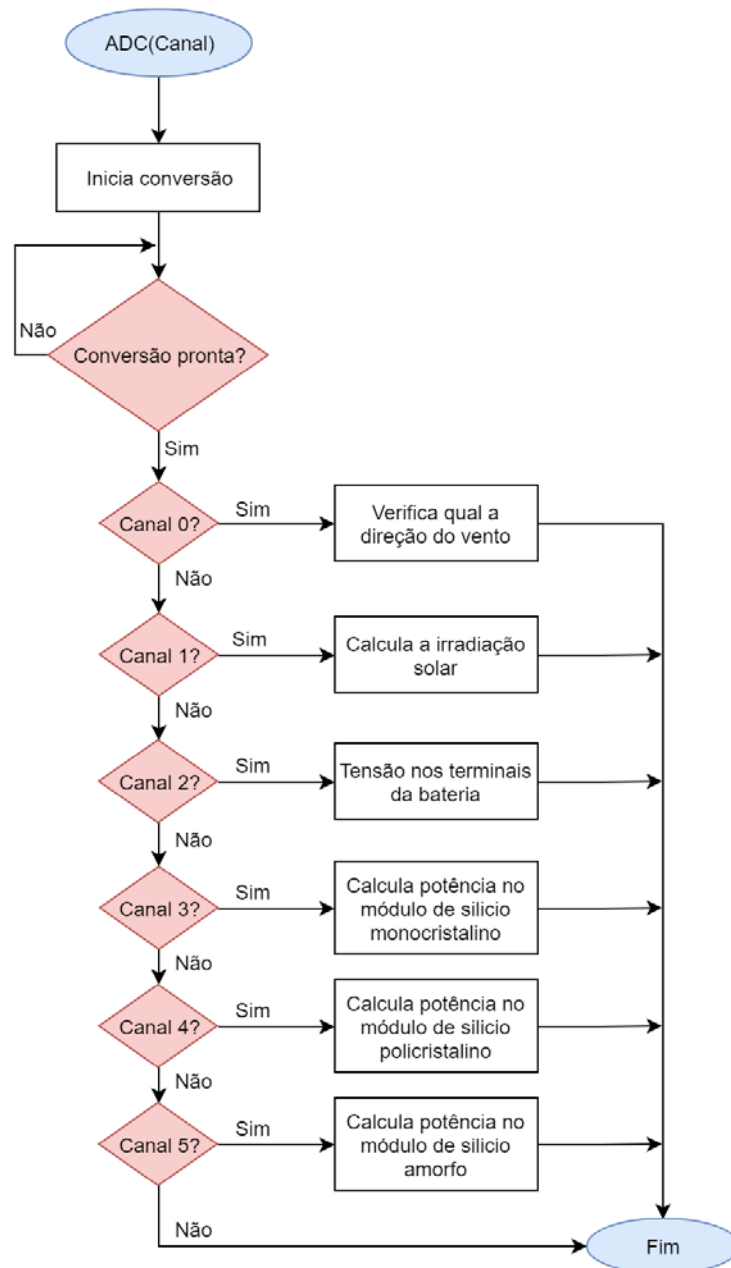 ADC(Canal)
Inicia conversão
Não
Conversão pronta?
Sim
Canal 0?
Sim
Verifica qual a
direção do vento
Não
Canal 1?
Sim
Calcula a irradiação
solar
Não
Canal 2?
Sim
Tensão nos terminais
da bateria
Não
Canal 3?
Sim
Calcula potência no
módulo de silicio
monocristalino
Não
Canal 4?
Sim
Calcula potência no
módulo de silicio
policristalino
Não
Canal 5?
Sim
Calcula potência no
módulo de silicio
amorfo
Não
Fim